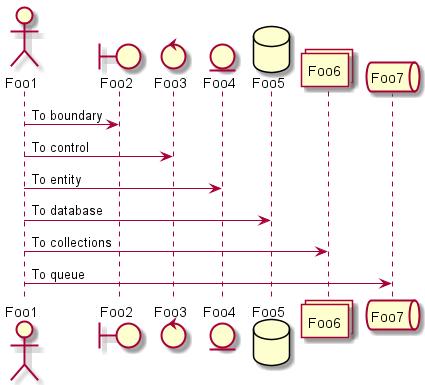 Foo1 Foo2 Foo3 Foo4 Foo5 Foo6 Foo7
To boundary
To control
To entity
To database
To collections
To queue
Foo1 Foo2 Foo3 Foo4 Foo5 Foo6 Foo7